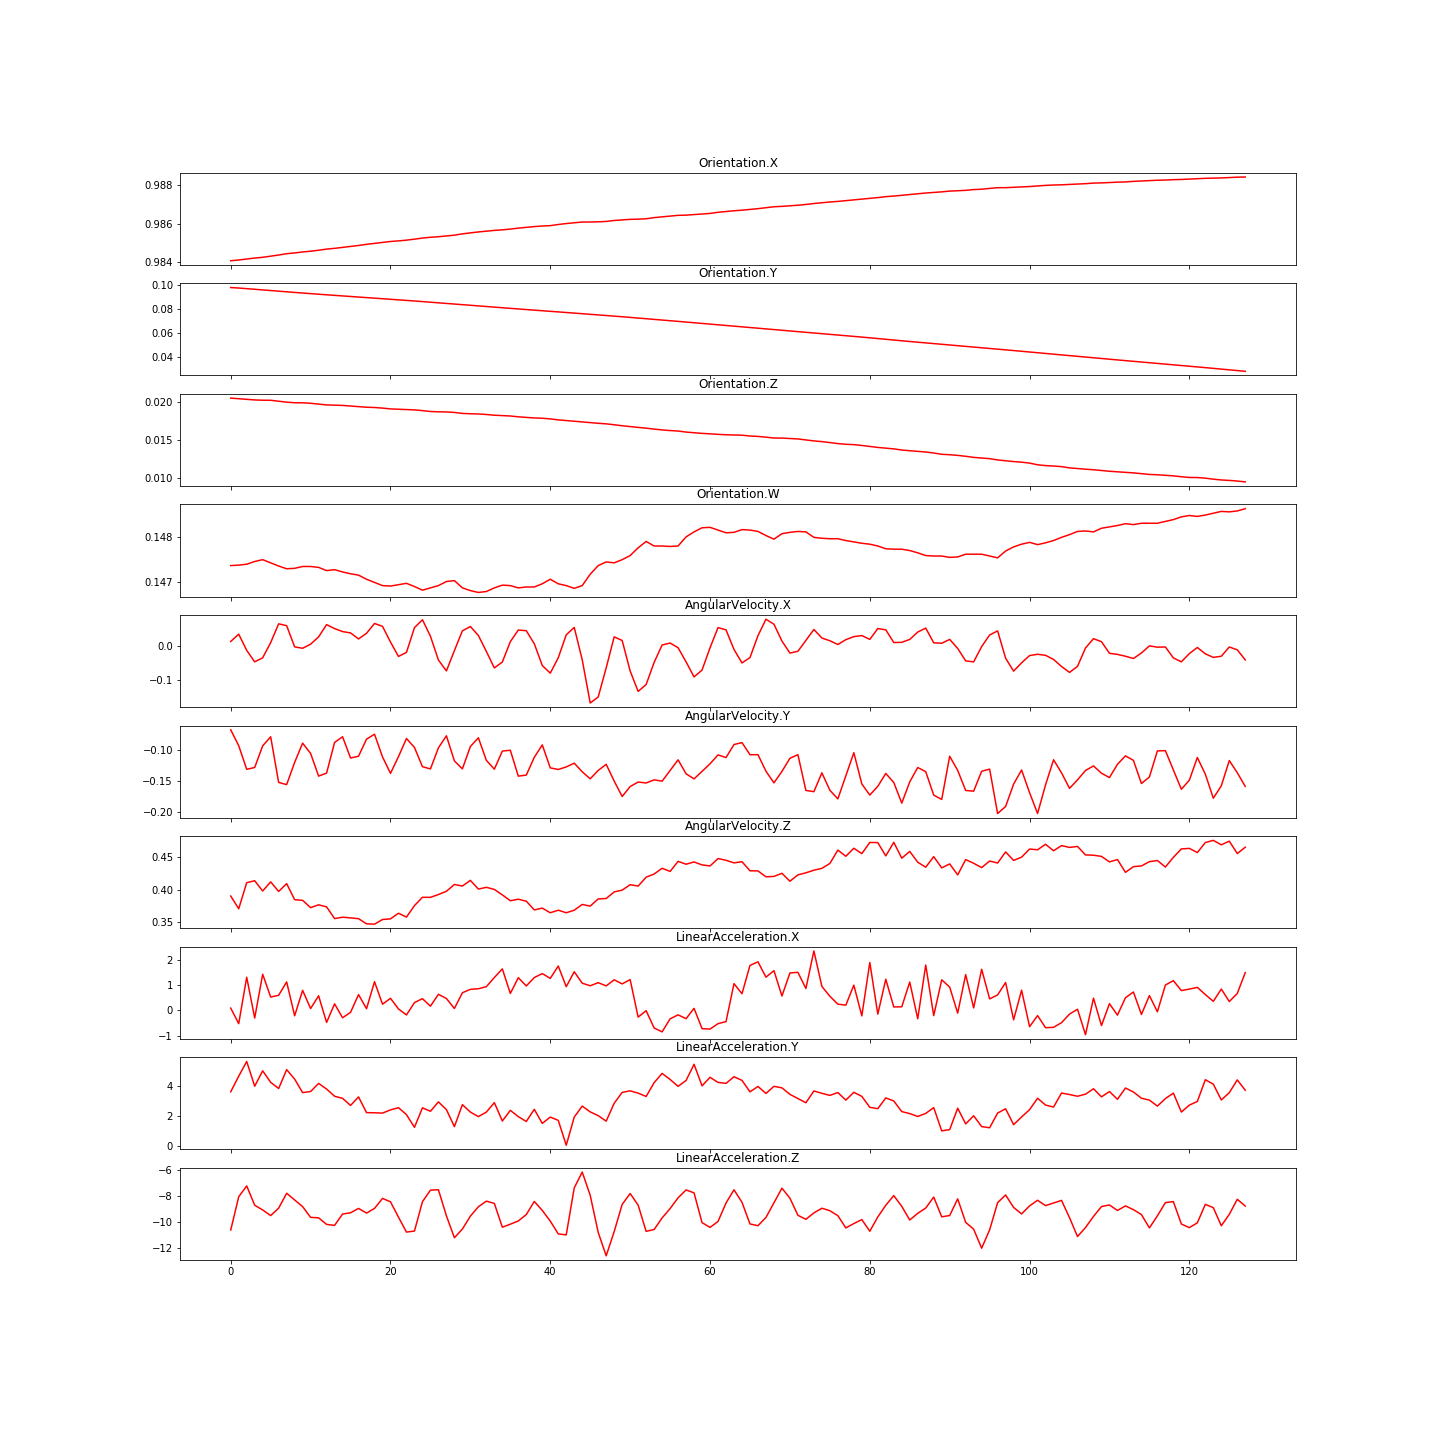 Orientation.X
0.988
0.986
0.984
Orientation.Y
0.10
0.08
0.06
0.04
Orientation.Z
0.020
0.015
0.010
Orientation.W
0.148
0.147
AngularVelocity.X
0.0
−0.1
AngularVelocity.Y
−0.10
−0.15
−0.20
AngularVelocity.Z
0.45
0.40
0.35
LinearAcceleration.X
2
1
0
−1
LinearAcceleration.Y
4
2
0
LinearAcceleration.Z
−6
−8
−10
−12
0 20 40 60 80 100 120